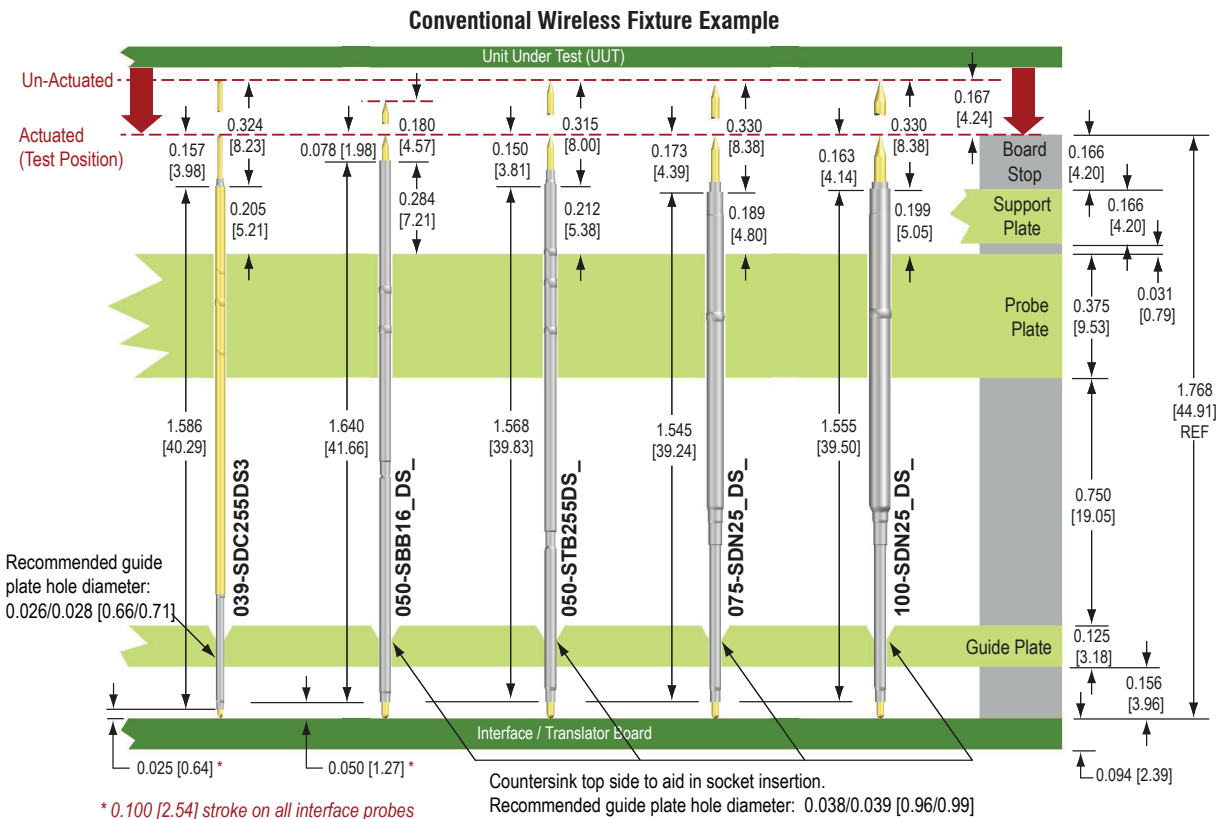 Conventional Wireless Fixture Example
Unit Under Test (UUT)
Un-Actuated
Actuated
(Test Position)
0.157
[3.98]
0.324
[8.23]
0.078 [1.98]
0.180
[4.57]
0.150
[3.81]
0.315
[8.00]
0.173
[4.39]
0.330
[8.38]
0.163
[4.14]
0.330
[8.38]
0.167
[4.24]
Board
Stop
0.166
[4.20]
0.205
[5.21]
0.284
[7.21]
0.212
[5.38]
0.189
[4.80]
0.199
[5.05]
Support
Plate
0.166
[4.20]
0.031
[0.79]
Probe
Plate
0.375
[9.53]
1.768
[44.91]
REF
1.586
[40.29]
1.640
[41.66]
1.568
[39.83]
1.545
[39.24]
1.555
[39.50]
0.750
[19.05]
039-SDC255DS3
050-SBB16_DS_
050-STB255DS_
075-SDN25_DS_
100-SDN25_DS_
Recommended guide
plate hole diameter:
0.026/0.028 [0.66/0.71]
Guide Plate
0.125
[3.18]
0.156
[3.96]
Interface / Translator Board
0.025 [0.64] *
0.050 [1.27] *
0.094 [2.39]
Countersink top side to aid in socket insertion.
Recommended guide plate hole diameter: 0.038/0.039 [0.96/0.99]
* 0.100 [2.54] stroke on all interface probes